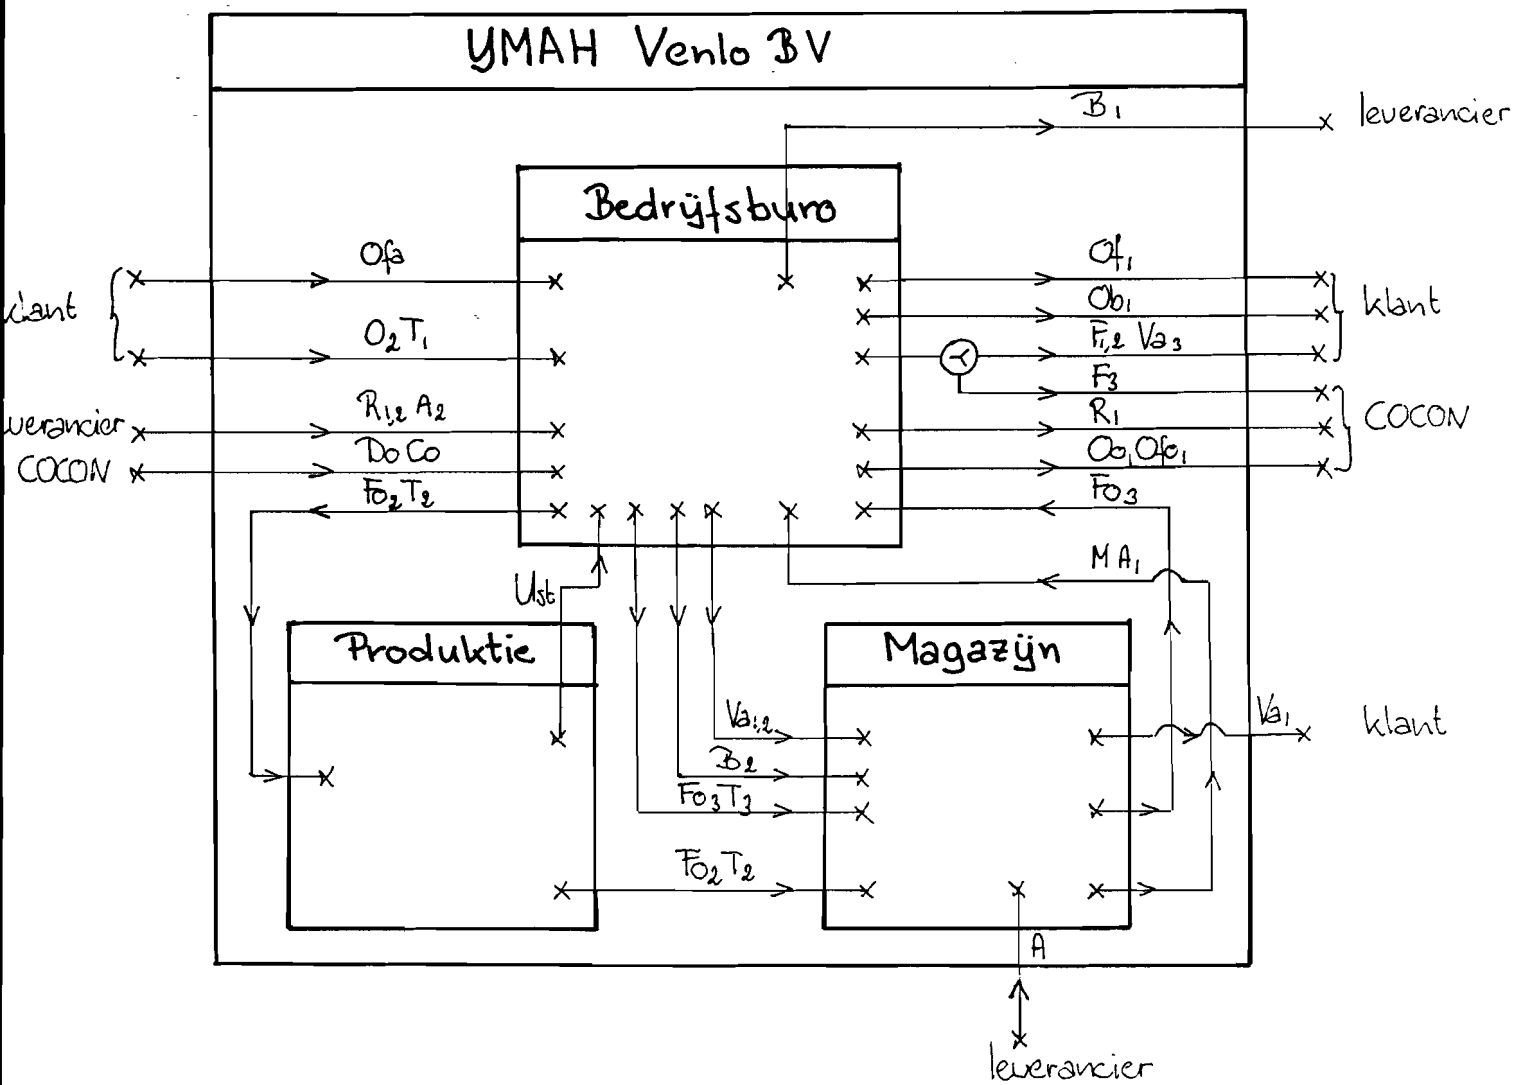 YMAH Venlo BV
B₁
leverancier
Bedrijfsburo
Ofa
Of₁
klant
Ob₁
klant
O₂T₁
F₁,₂ Va₃
F₃
R₁,₂ A₂
R₁
COCON
verancier
DoCo
Oo₁Ofo₁
COCON
Fo₂T₂
Fo₃
MA₁
Ust
Produktie
Magazijn
Va₁,₂
Va₁
klant
B₂
Fo₃T₃
Fo₂T₂
A
leverancier